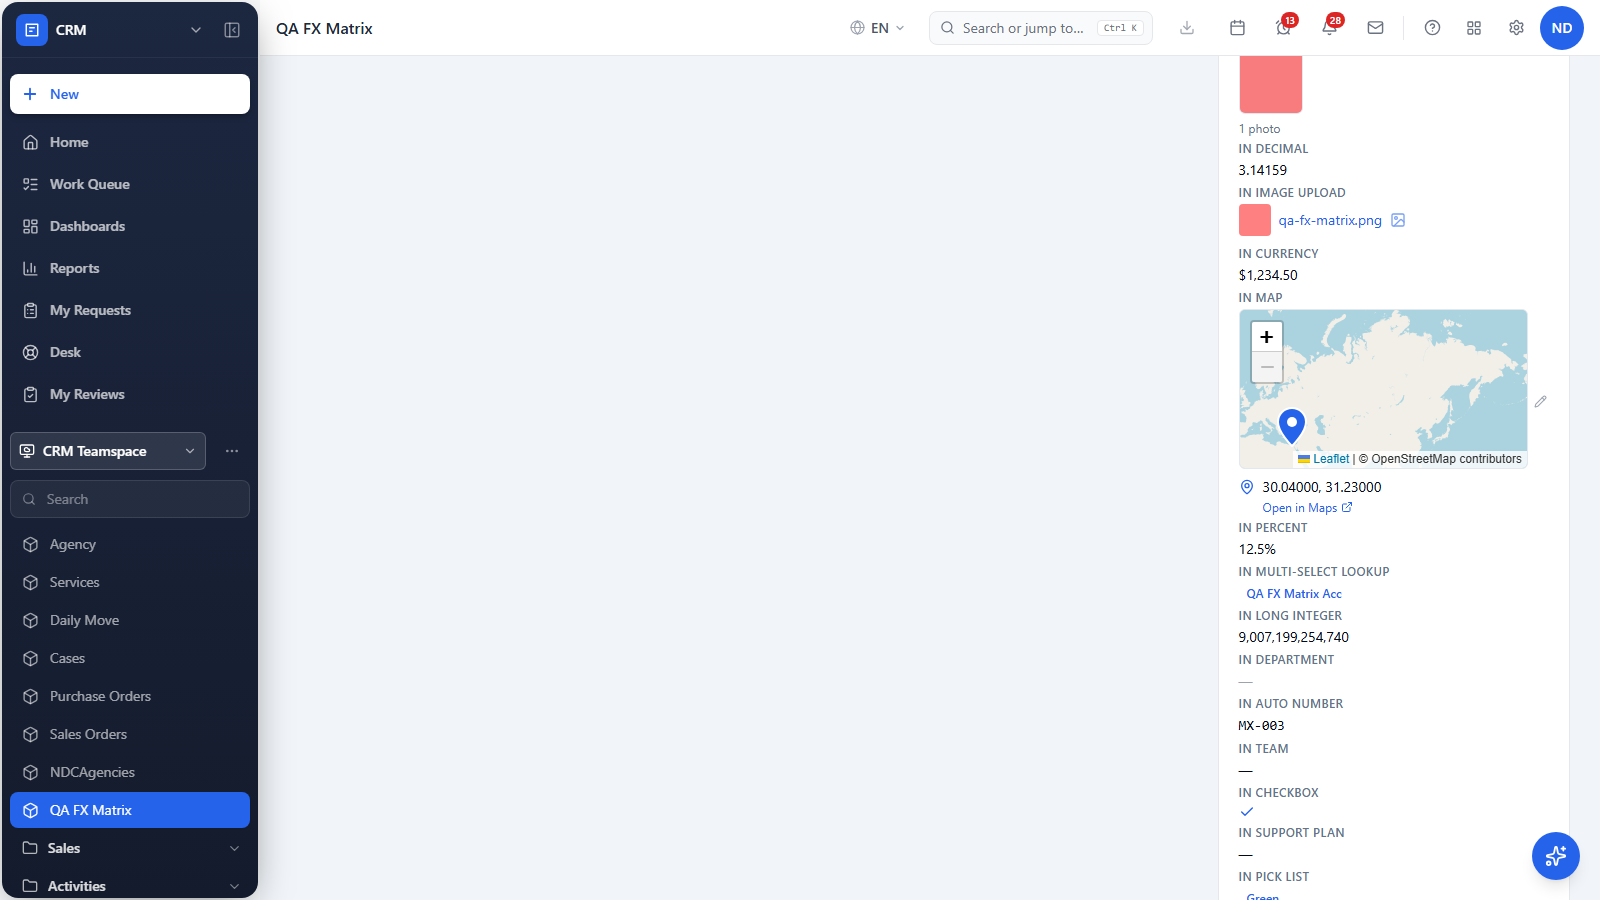 CRM
New
Home
Work Queue
Dashboards
Reports
My Requests
Desk
My Reviews
CRM Teamspace
Search
Agency
Services
Daily Move
Cases
Purchase Orders
Sales Orders
NDCAgencies
QA FX Matrix
Sales
Activities
QA FX Matrix
EN
Search or jump to...
Ctrl K
13
28
ND
1 photo
IN DECIMAL
3.14159
IN IMAGE UPLOAD
qa-fx-matrix.png
IN CURRENCY
$1,234.50
IN MAP
+
−
Leaflet | © OpenStreetMap contributors
30.04000, 31.23000
Open in Maps
IN PERCENT
12.5%
IN MULTI-SELECT LOOKUP
QA FX Matrix Acc
IN LONG INTEGER
9,007,199,254,740
IN DEPARTMENT
—
IN AUTO NUMBER
MX-003
IN TEAM
—
IN CHECKBOX
IN SUPPORT PLAN
—
IN PICK LIST
Green